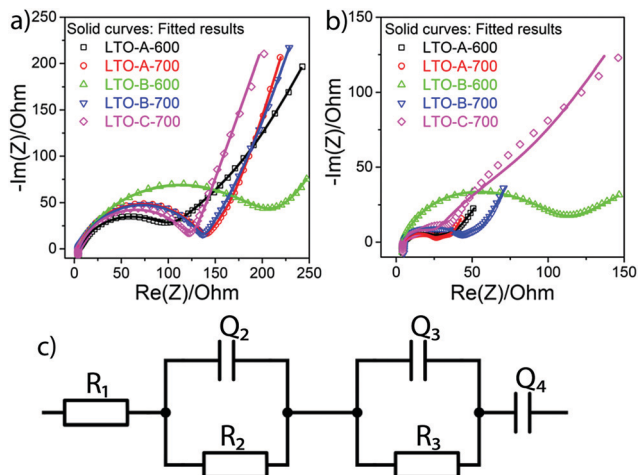 a)
Solid curves: Fitted results
LTO-A-600
LTO-A-700
LTO-B-600
LTO-B-700
LTO-C-700
250
200
150
100
50
0
0 50 100 150 200 250
-Im(Z)/Ohm
Re(Z)/Ohm
b)
Solid curves: Fitted results
LTO-A-600
LTO-A-700
LTO-B-600
LTO-B-700
LTO-C-700
150
100
50
0
0 50 100 150
-Im(Z)/Ohm
Re(Z)/Ohm
c)
R1
Q2
R2
Q3
R3
Q4